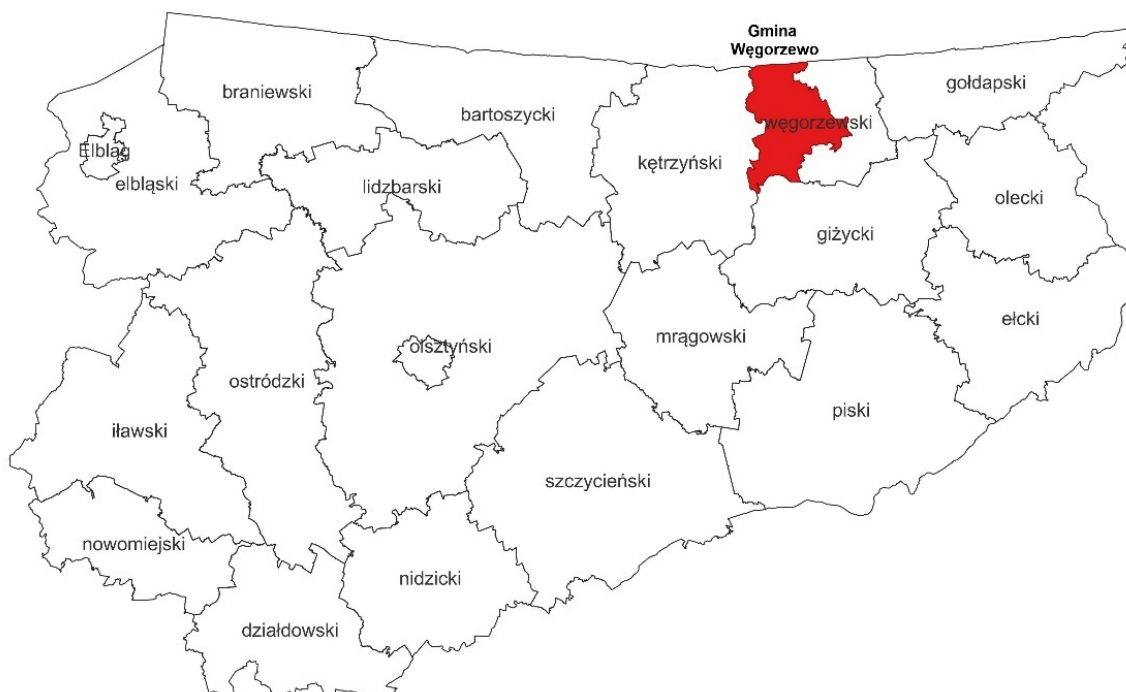 Gmina
Węgorzewo
gołdapski
braniewski
bartoszycki
węgorzewski
Elbląg
kętrzyński
elbląski
lidzbarski
olecki
giżycki
ełcki
mrągowski
olsztyński
ostródzki
piski
iławski
szczycieński
nowomiejski
nidzicki
działdowski